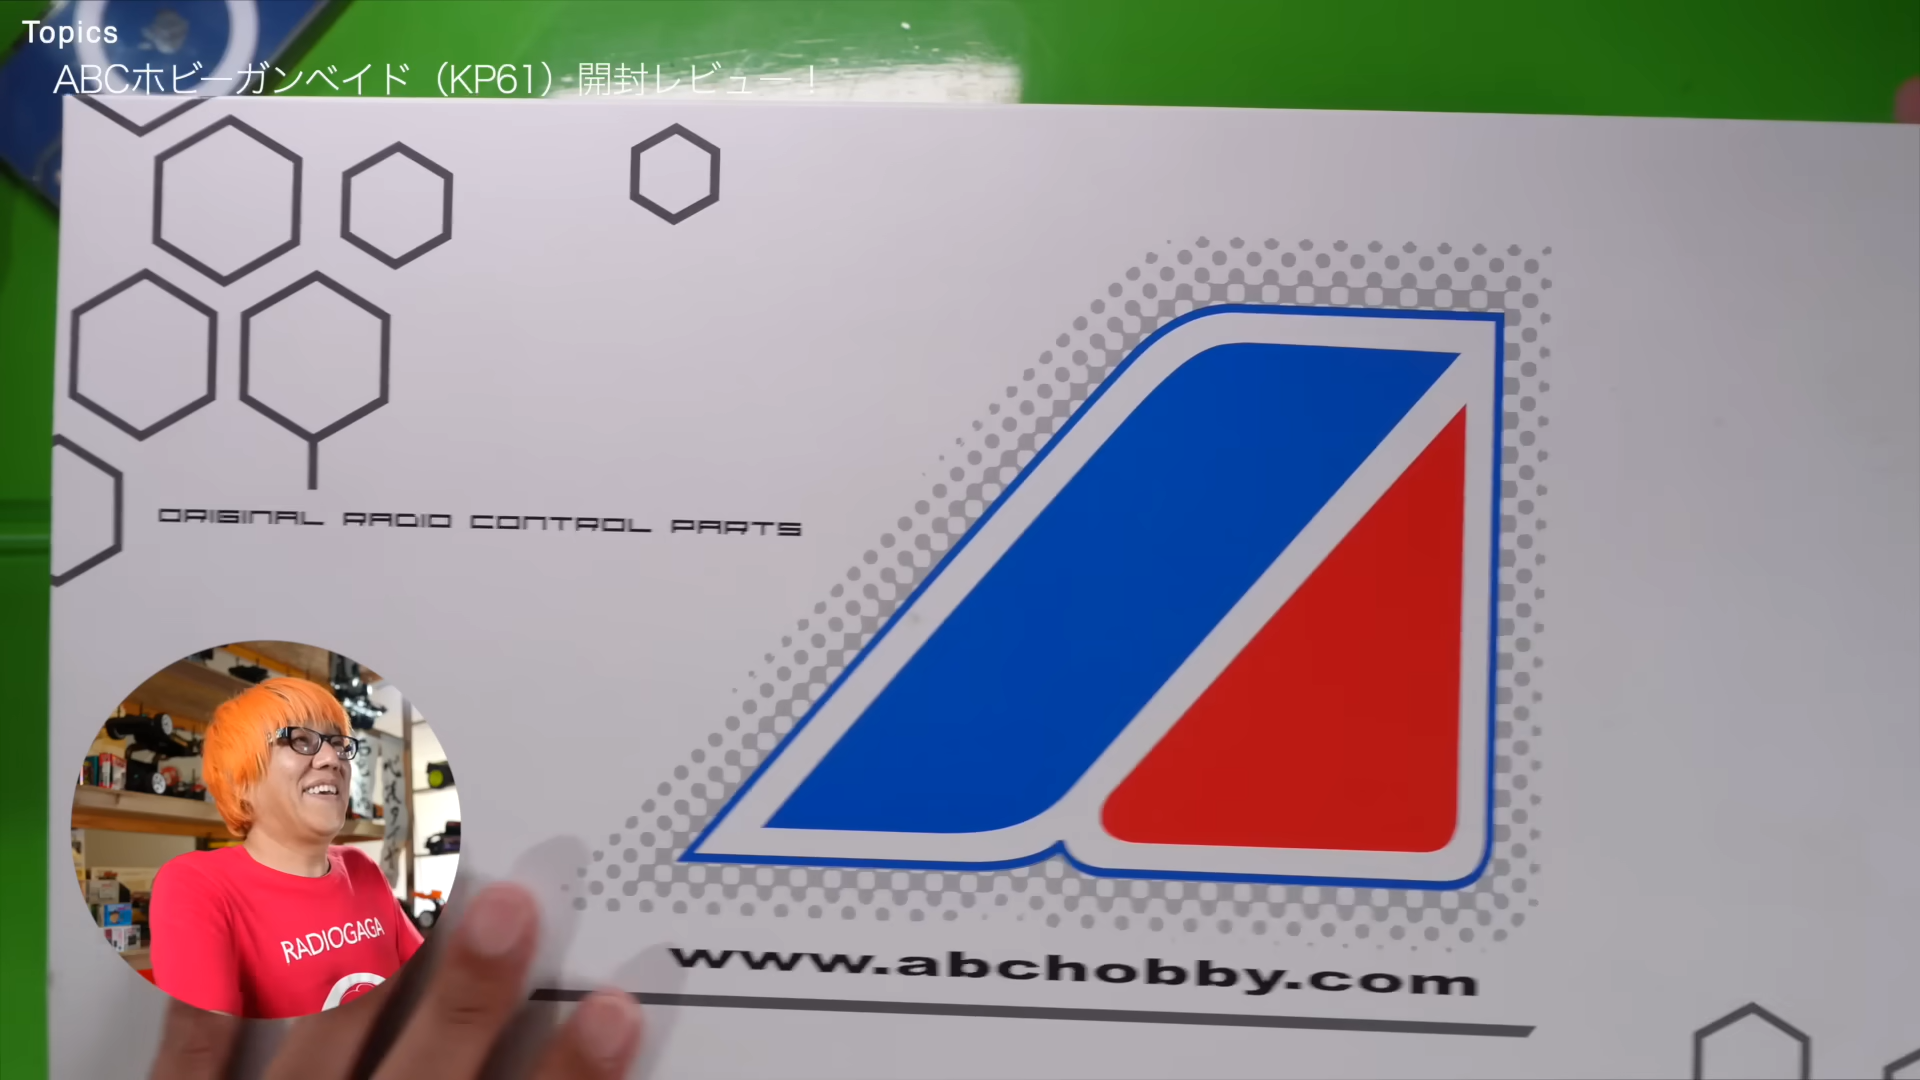 Topics
ABCホビーガンベイド（KP61）開封レビュー！
ORIGINAL RADIO CONTROL PARTS
RADIOGAGA
www.abchobby.com